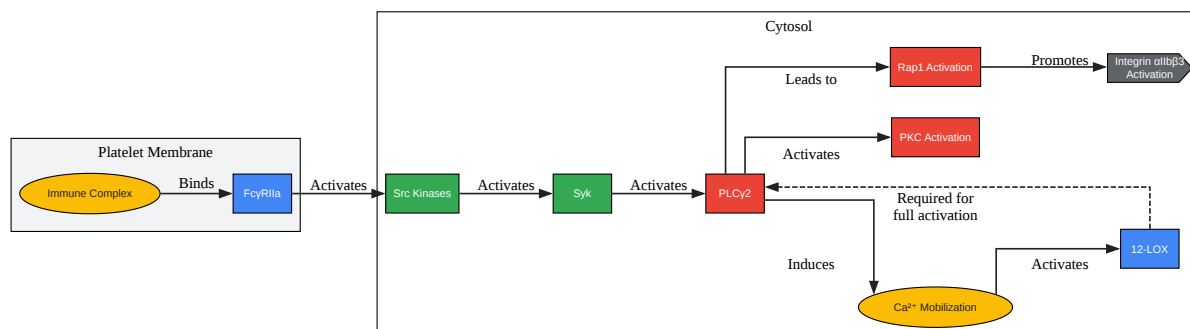 Cytosol
Rap1 Activation
Promotes
Integrin αIIbβ3
Activation
Leads to
PKC Activation
Activates
Platelet Membrane
Immune Complex
Binds
FcγRIIa
Activates
Src Kinases
Activates
Syk
Activates
PLCγ2
Required for
full activation
12-LOX
Induces
Activates
Ca²⁺ Mobilization